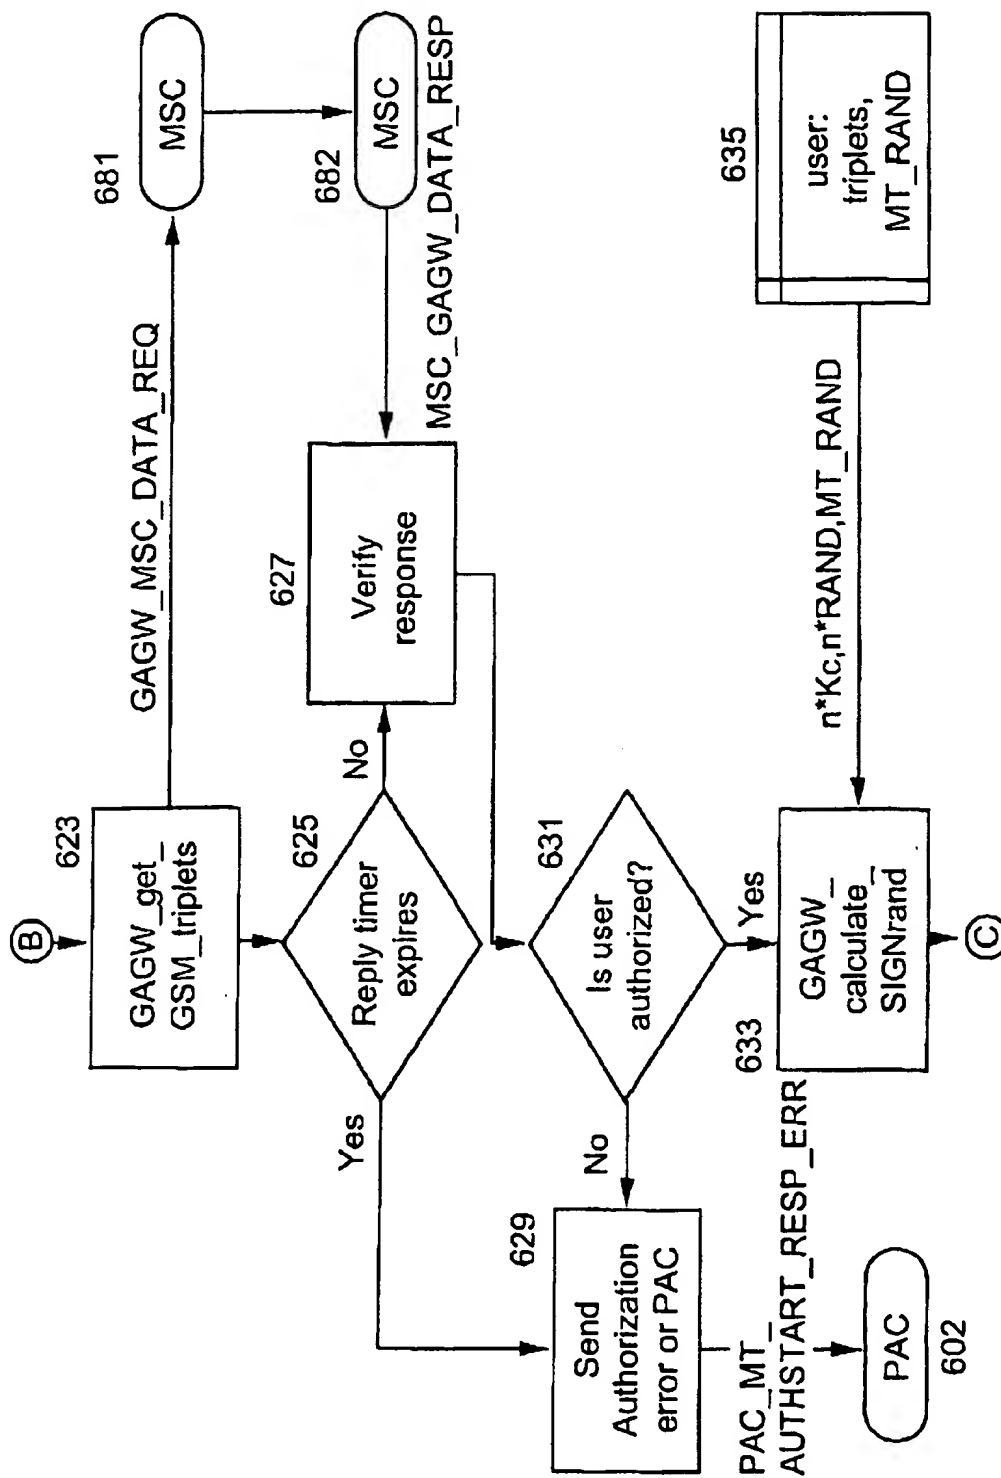 B
623
GAGW_get_
GSM_triplets
GAGW_MSC_DATA_REQ
681
MSC
682
MSC
MSC_GAGW_DATA_RESP
625
Reply timer
expires
No
Yes
627
Verify
response
631
Is user
authorized?
No
Yes
629
Send
Authorization
error or PAC
PAC_MT_
AUTHSTART_RESP_ERR
PAC
602
633
GAGW_
calculate_
SIGNrand
C
n*Kc,n*RAND,MT_RAND
635
user:
triplets,
MT_RAND